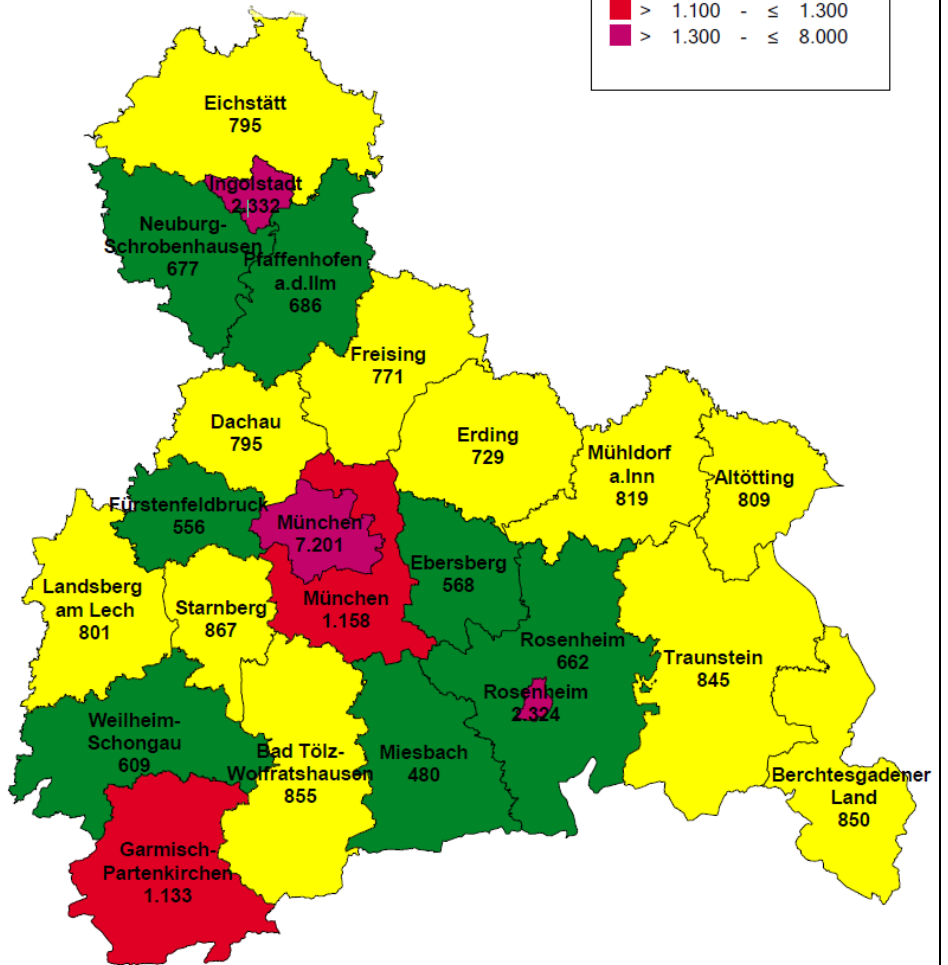 > 1.100 - ≤ 1.300
> 1.300 - ≤ 8.000
Eichstätt
795
Ingolstadt
2.332
Neuburg-
Schrobenhausen
677
Pfaffenhofen
a.d.Ilm
686
Freising
771
Dachau
795
Erding
729
Mühldorf
a.Inn
819
Altötting
809
Fürstenfeldbruck
556
München
7.201
Ebersberg
568
Landsberg
am Lech
801
Starnberg
867
München
1.158
Rosenheim
662
Traunstein
845
Rosenheim
2.324
Weilheim-
Schongau
609
Bad Tölz-
Wolfratshausen
855
Miesbach
480
Berchtesgadener
Land
850
Garmisch-
Partenkirchen
1.133